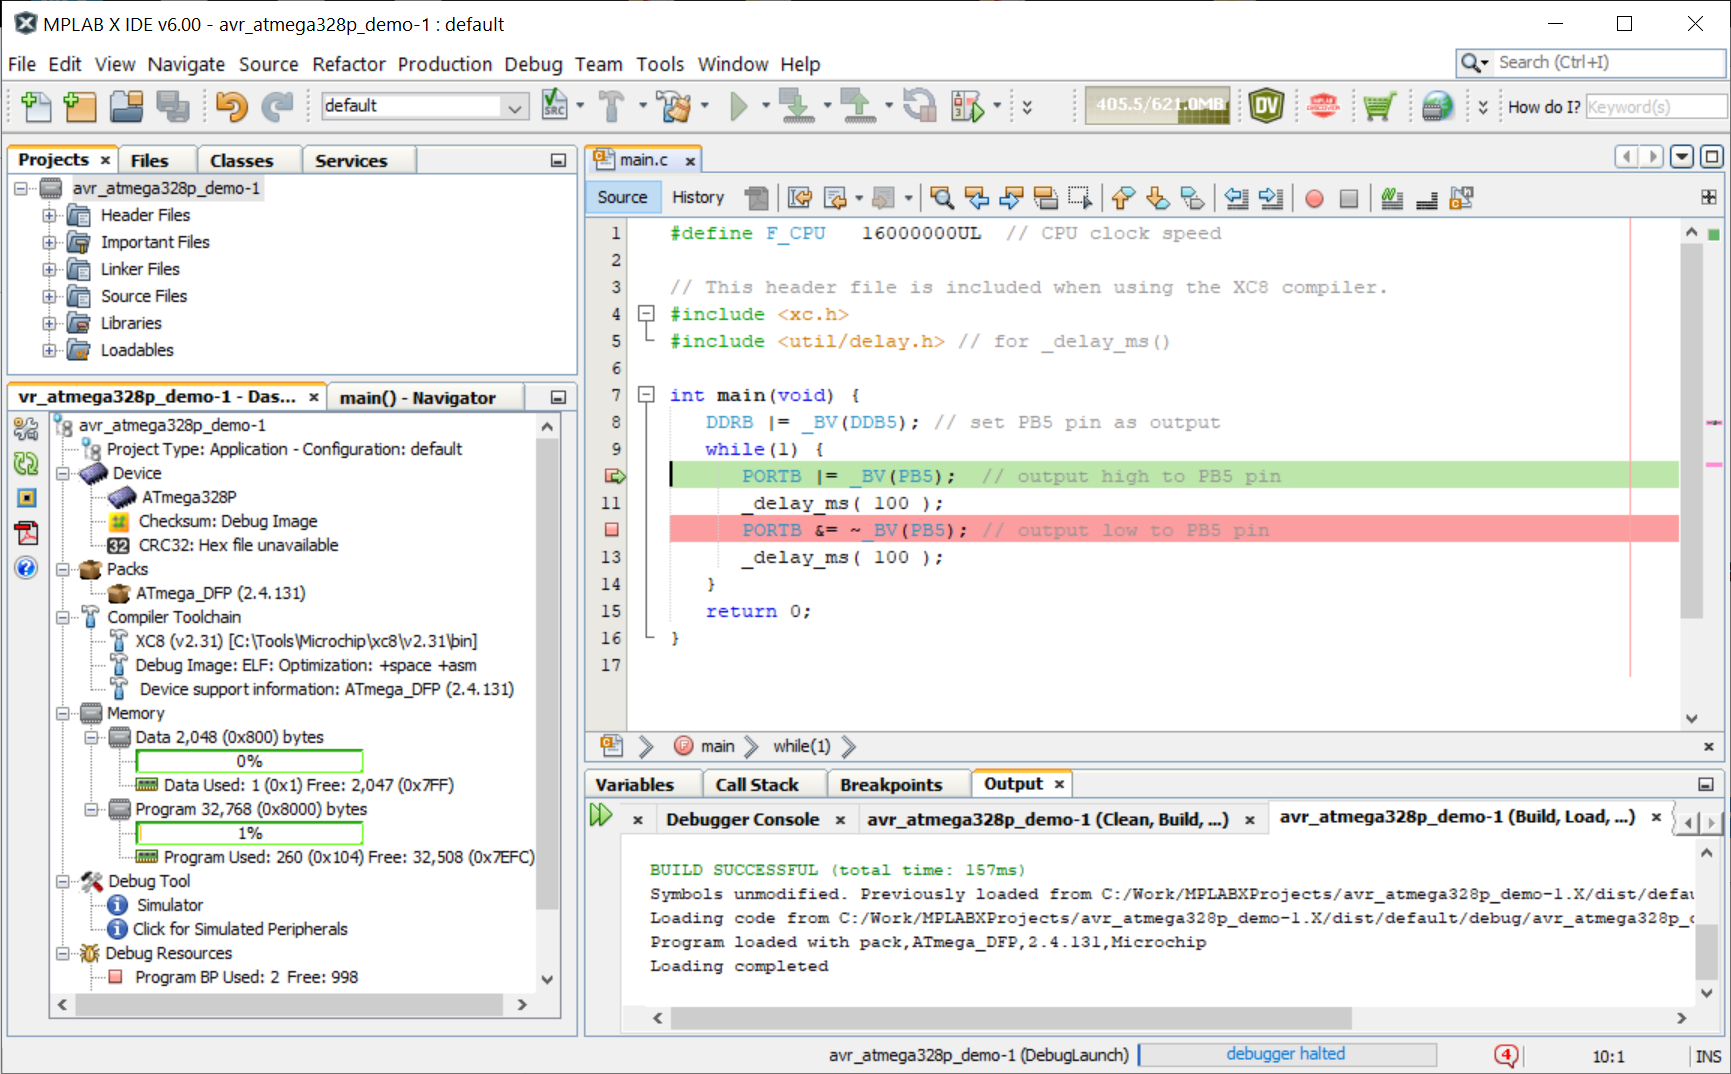 MPLAB X IDE v6.00 - avr_atmega328p_demo-1 : default
File Edit View Navigate Source Refactor Production Debug Team Tools Window Help
Search (Ctrl+I)
default
405.5/621.0MB
How do I? Keyword(s)
Projects Files Classes Services
avr_atmega328p_demo-1
Header Files
Important Files
Linker Files
Source Files
Libraries
Loadables
vr_atmega328p_demo-1 - Das... main() - Navigator
avr_atmega328p_demo-1
Project Type: Application - Configuration: default
Device
ATmega328P
Checksum: Debug Image
32 CRC32: Hex file unavailable
Packs
ATmega_DFP (2.4.131)
Compiler Toolchain
XC8 (v2.31) [C:\Tools\Microchip\xc8\v2.31\bin]
Debug Image: ELF: Optimization: +space +asm
Device support information: ATmega_DFP (2.4.131)
Memory
Data 2,048 (0x800) bytes
0%
Data Used: 1 (0x1) Free: 2,047 (0x7FF)
Program 32,768 (0x8000) bytes
1%
Program Used: 260 (0x104) Free: 32,508 (0x7EFC)
Debug Tool
Simulator
Click for Simulated Peripherals
Debug Resources
Program BP Used: 2 Free: 998
main.c
Source History
1 #define F_CPU 16000000UL // CPU clock speed
2
3 // This header file is included when using the XC8 compiler.
4 #include <xc.h>
5 #include <util/delay.h> // for _delay_ms()
6
7 int main(void) {
8 DDRB |= _BV(DDB5); // set PB5 pin as output
9 while(1) {
PORTB |= _BV(PB5); // output high to PB5 pin
11 _delay_ms( 100 );
PORTB &= ~_BV(PB5); // output low to PB5 pin
13 _delay_ms( 100 );
14 }
15 return 0;
16 }
17
main while(1)
Variables Call Stack Breakpoints Output
Debugger Console avr_atmega328p_demo-1 (Clean, Build, ...) avr_atmega328p_demo-1 (Build, Load, ...)
BUILD SUCCESSFUL (total time: 157ms)
Symbols unmodified. Previously loaded from C:/Work/MPLABXProjects/avr_atmega328p_demo-1.X/dist/defau
Loading code from C:/Work/MPLABXProjects/avr_atmega328p_demo-1.X/dist/default/debug/avr_atmega328p_d
Program loaded with pack,ATmega_DFP,2.4.131,Microchip
Loading completed
avr_atmega328p_demo-1 (DebugLaunch) debugger halted 4 10:1 INS